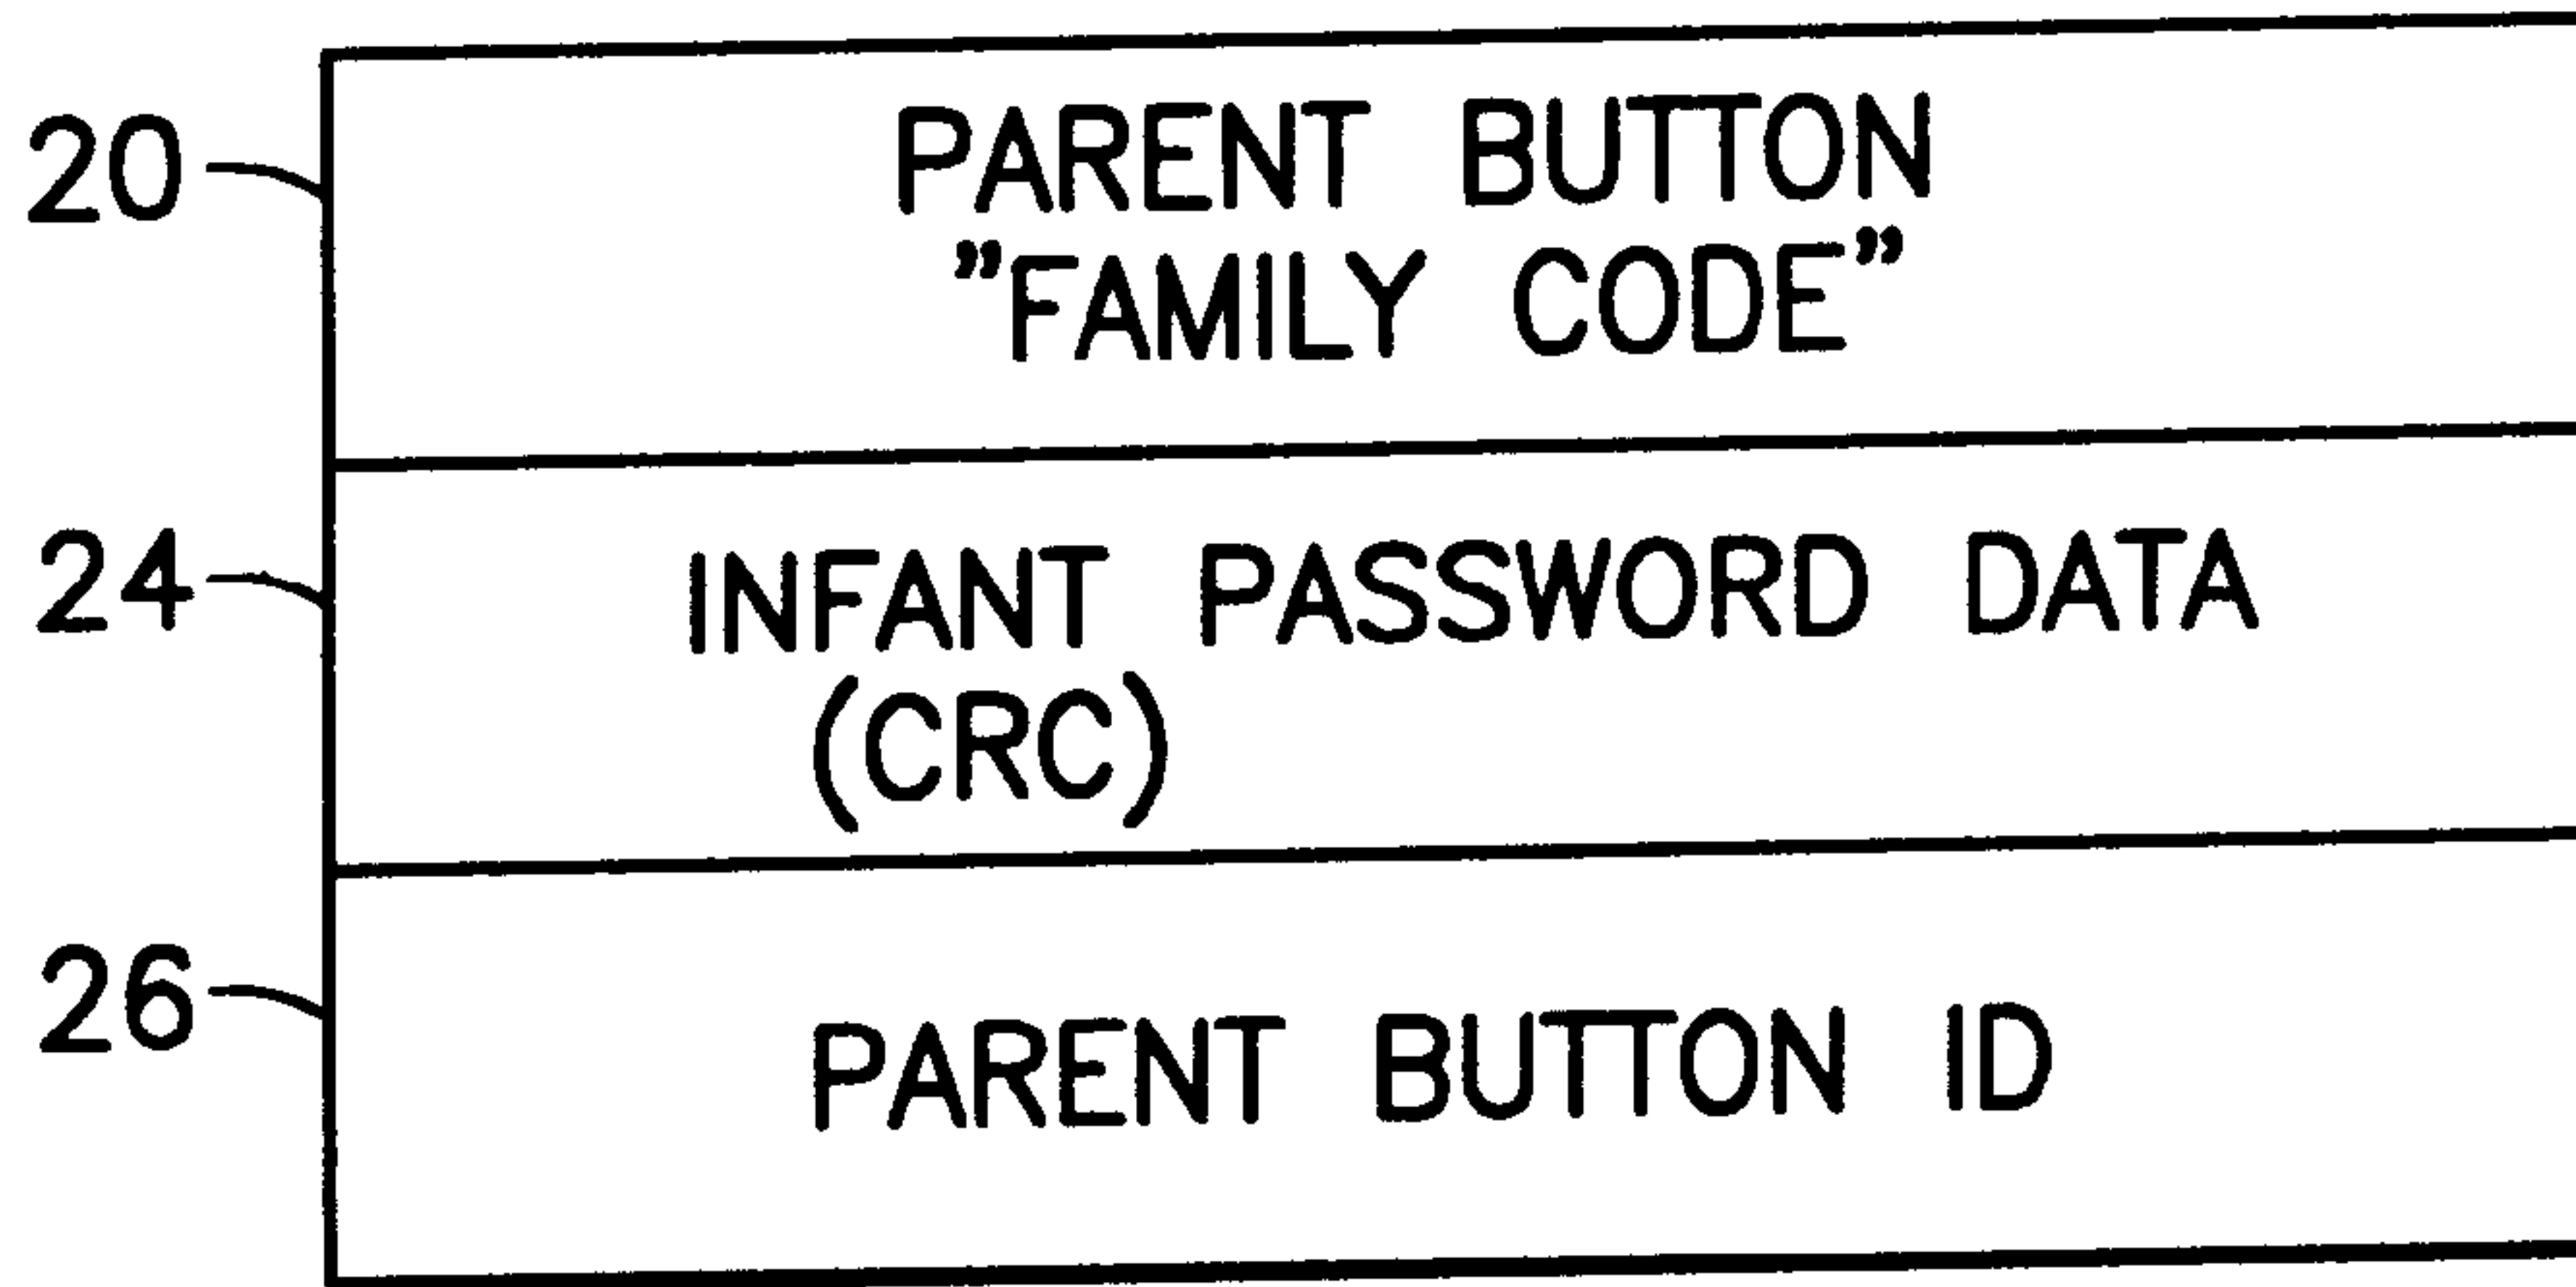 20
PARENT BUTTON
”FAMILY CODE”
24
INFANT PASSWORD DATA
(CRC)
26
PARENT BUTTON ID